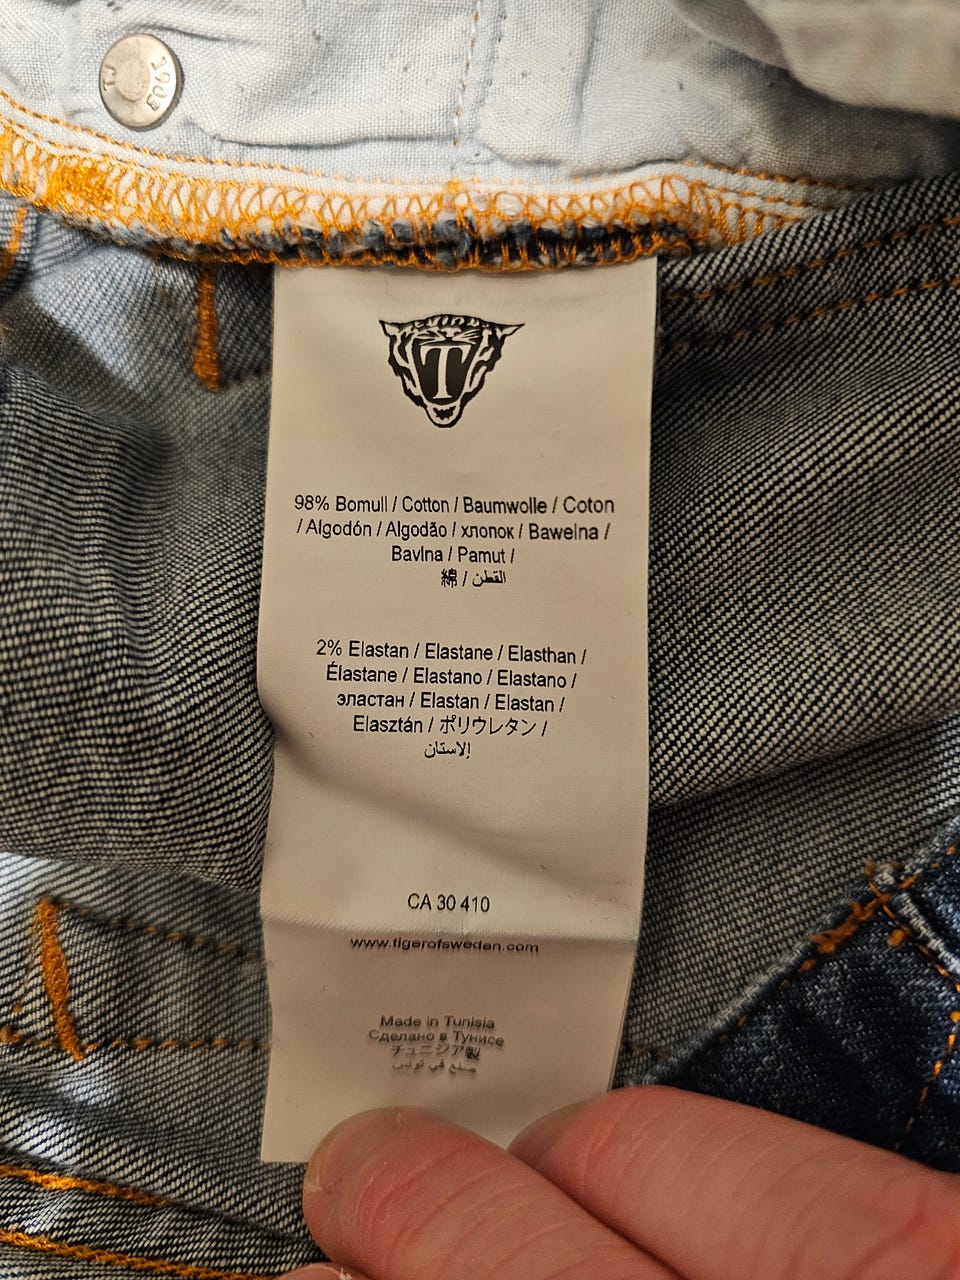 1903
T
98% Bomull / Cotton / Baumwolle / Coton
/ Algodón / Algodão / хлопок / Bawełna /
Bavlna / Pamut /
綿 / القطن
2% Elastan / Elastane / Elasthan /
Élastane / Elastano / Elastano /
эластан / Elastan / Elastan /
Elasztán / ポリウレタン /
إلاستان
CA 30 410
www.tigerofsweden.com
Made in Tunisia
Сделано в Тунисе
チュニジア製
صنع في تونس